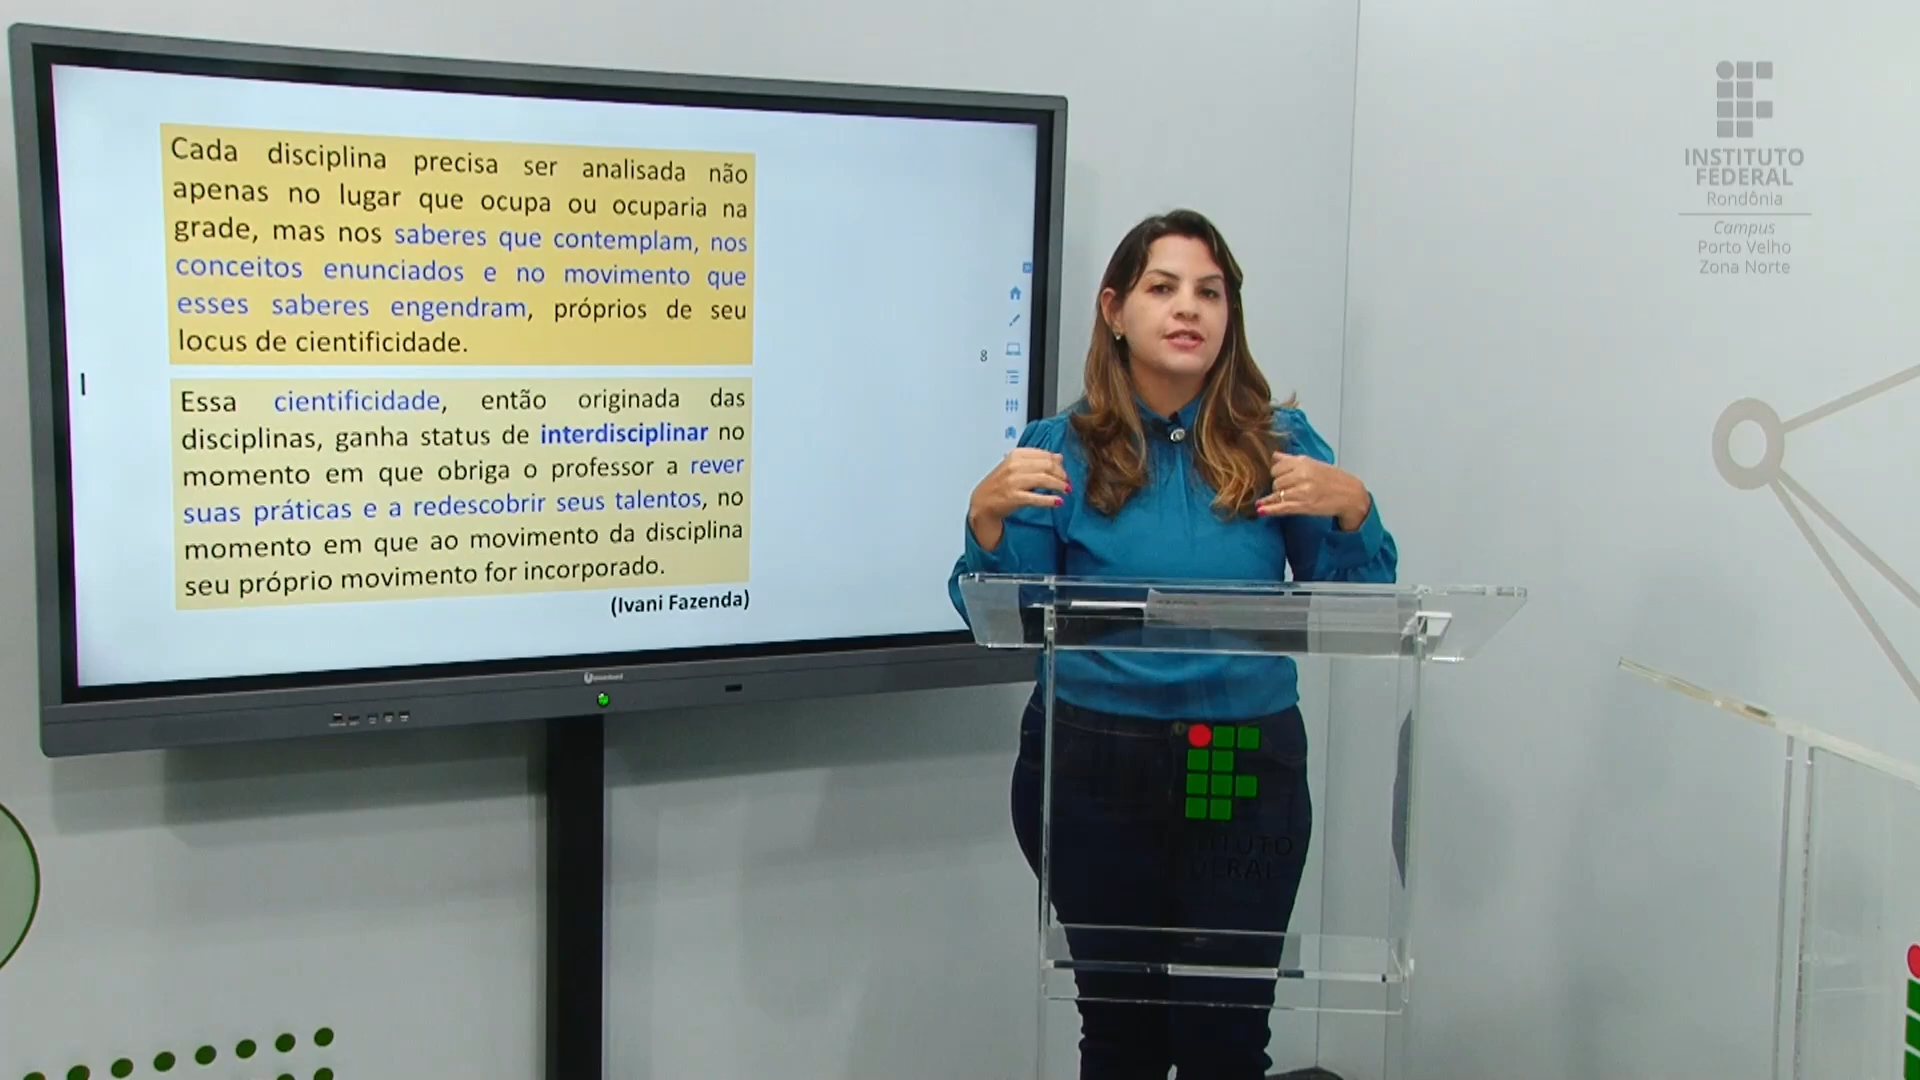 Cada disciplina precisa ser analisada não
apenas no lugar que ocupa ou ocuparia na
grade, mas nos saberes que contemplam, nos
conceitos enunciados e no movimento que
esses saberes engendram, próprios de seu
locus de cientificidade.
Essa cientificidade, então originada das
disciplinas, ganha status de interdisciplinar no
momento em que obriga o professor a rever
suas práticas e a redescobrir seus talentos, no
momento em que ao movimento da disciplina
seu próprio movimento for incorporado.
(Ivani Fazenda)
8
INSTITUTO
FEDERAL
Rondônia
Campus
Porto Velho
Zona Norte